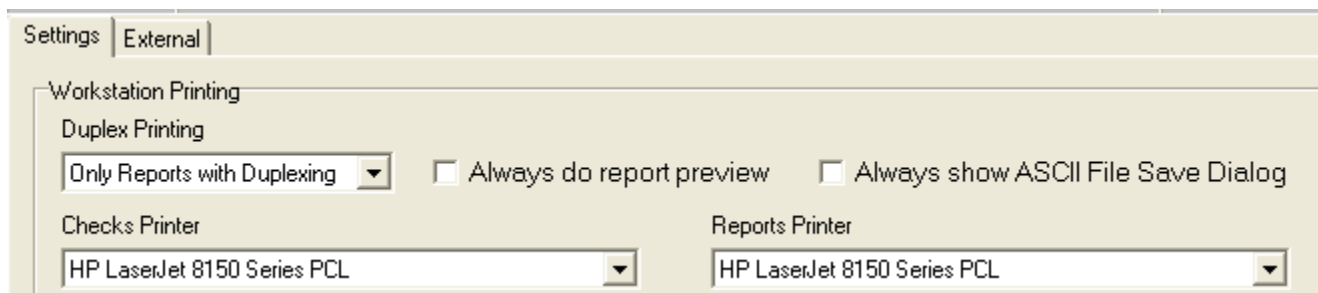 Settings External
Workstation Printing
Duplex Printing
Only Reports with Duplexing Always do report preview Always show ASCII File Save Dialog
Checks Printer Reports Printer
HP LaserJet 8150 Series PCL HP LaserJet 8150 Series PCL